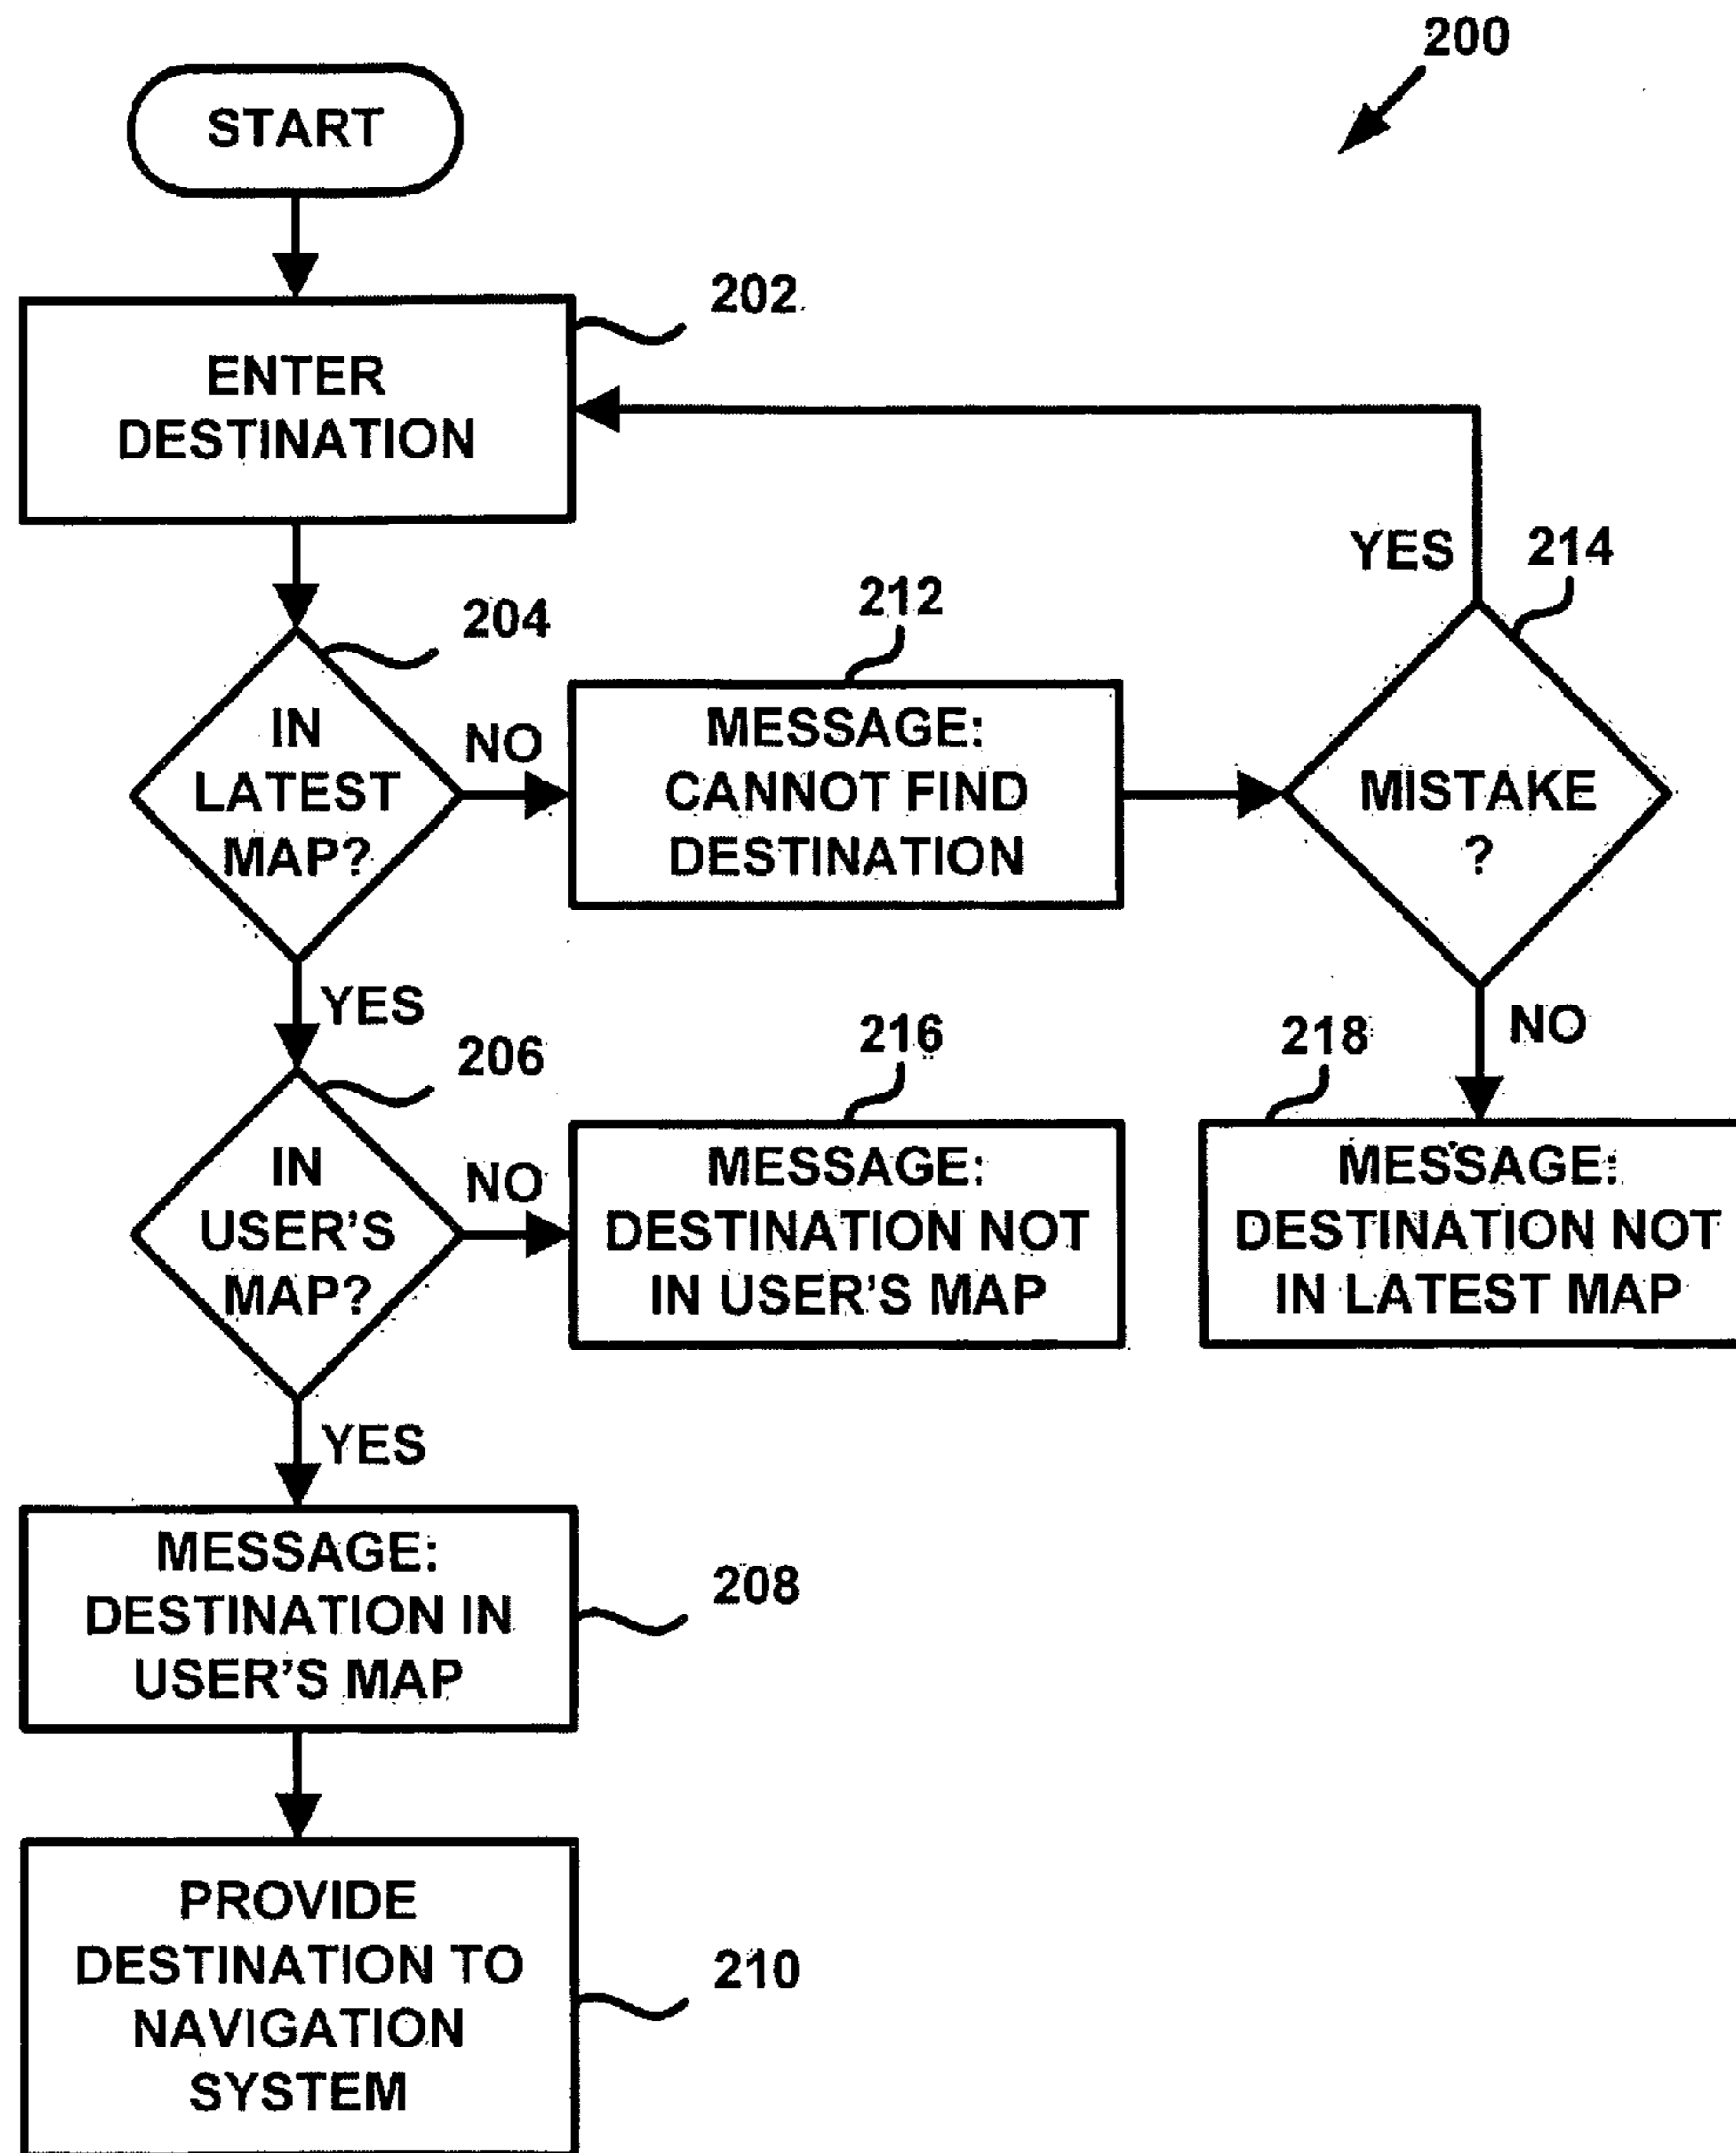 200
START
202
ENTER
DESTINATION
YES
214
204
212
IN
LATEST
MAP?
NO
MESSAGE:
CANNOT FIND
DESTINATION
MISTAKE
?
YES
NO
206
216
218
IN
USER'S
MAP?
NO
MESSAGE:
DESTINATION NOT
IN USER'S MAP
MESSAGE:
DESTINATION NOT
IN LATEST MAP
YES
MESSAGE:
DESTINATION IN
USER'S MAP
208
PROVIDE
DESTINATION TO
NAVIGATION
SYSTEM
210